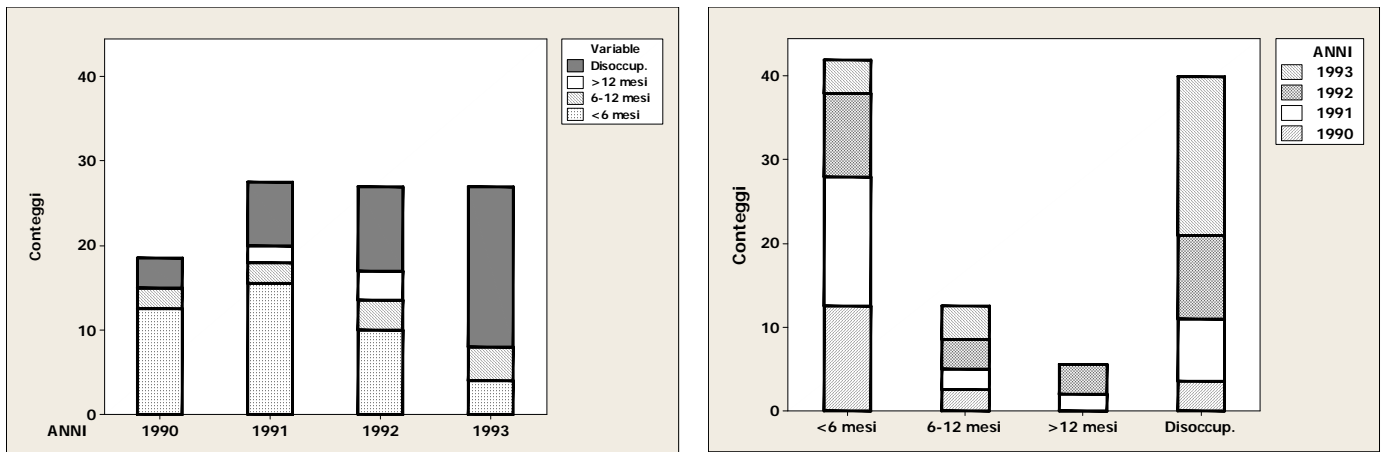 Variable
Disoccup.
>12 mesi
6-12 mesi
<6 mesi
Conteggi
40
30
20
10
0
ANNI 1990 1991 1992 1993
ANNI
1993
1992
1991
1990
Conteggi
40
30
20
10
0
<6 mesi 6-12 mesi >12 mesi Disoccup.